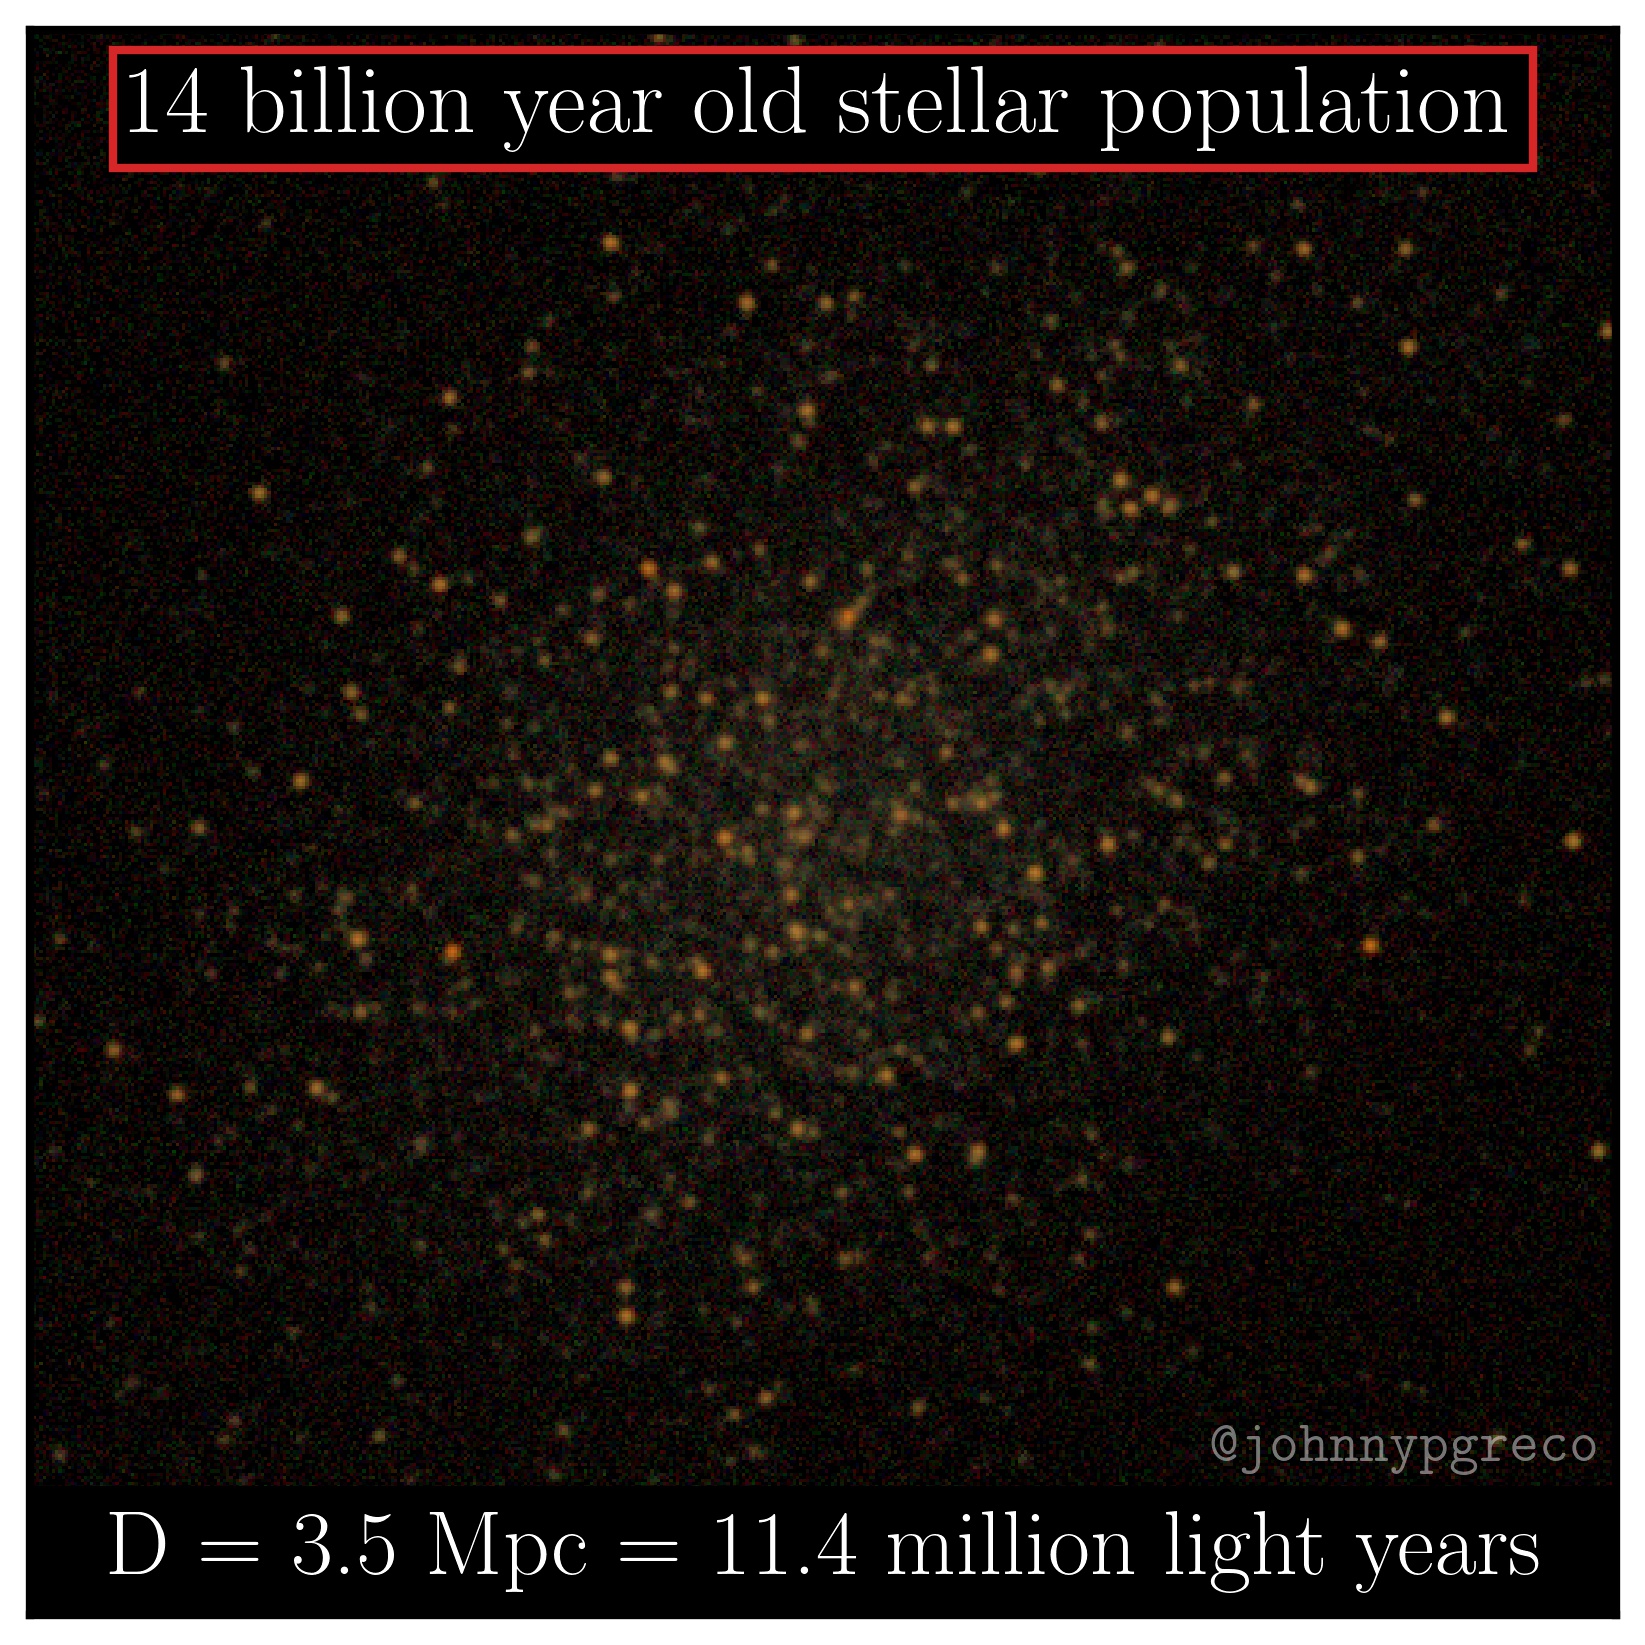 14 billion year old stellar population
@johnnypgreco
D = 3.5 Mpc = 11.4 million light years